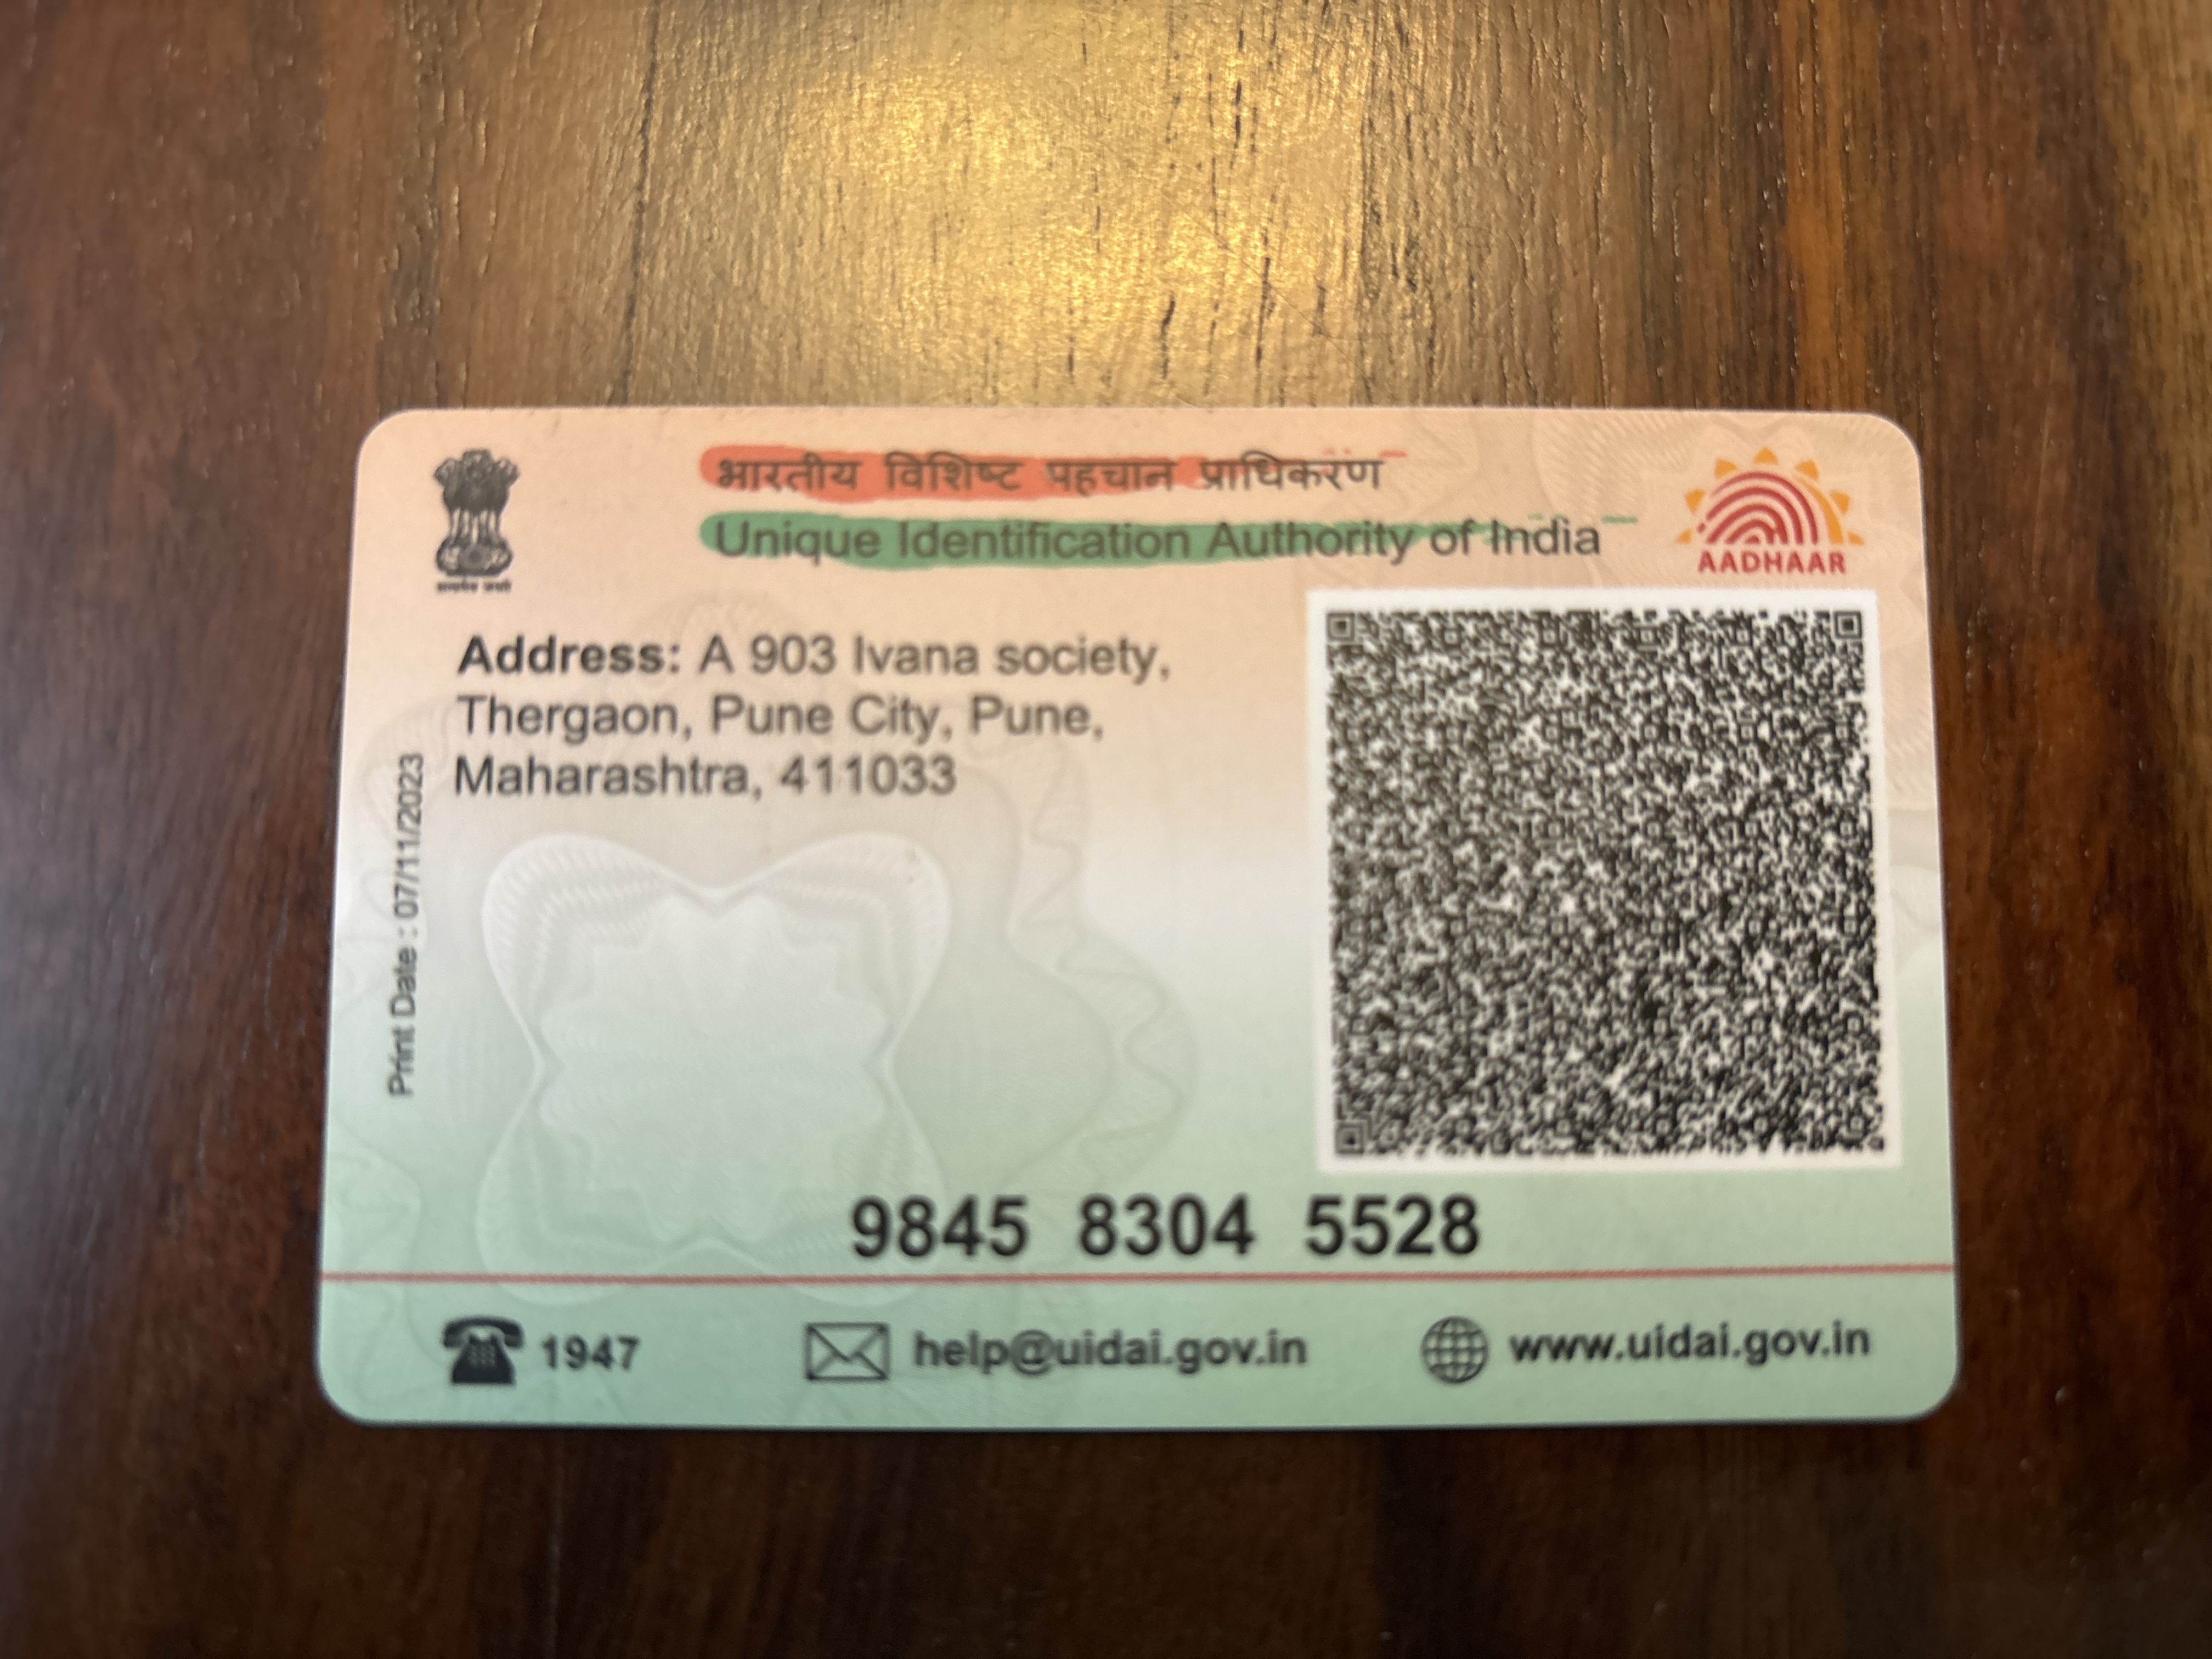 भारतीय विशिष्ट पहचान प्राधिकरण
Unique Identification Authority of India
AADHAAR
Address: A 903 Ivana society,
Thergaon, Pune City, Pune,
Maharashtra, 411033
Print Date : 07/11/2023
9845 8304 5528
1947
help@uidai.gov.in
www.uidai.gov.in